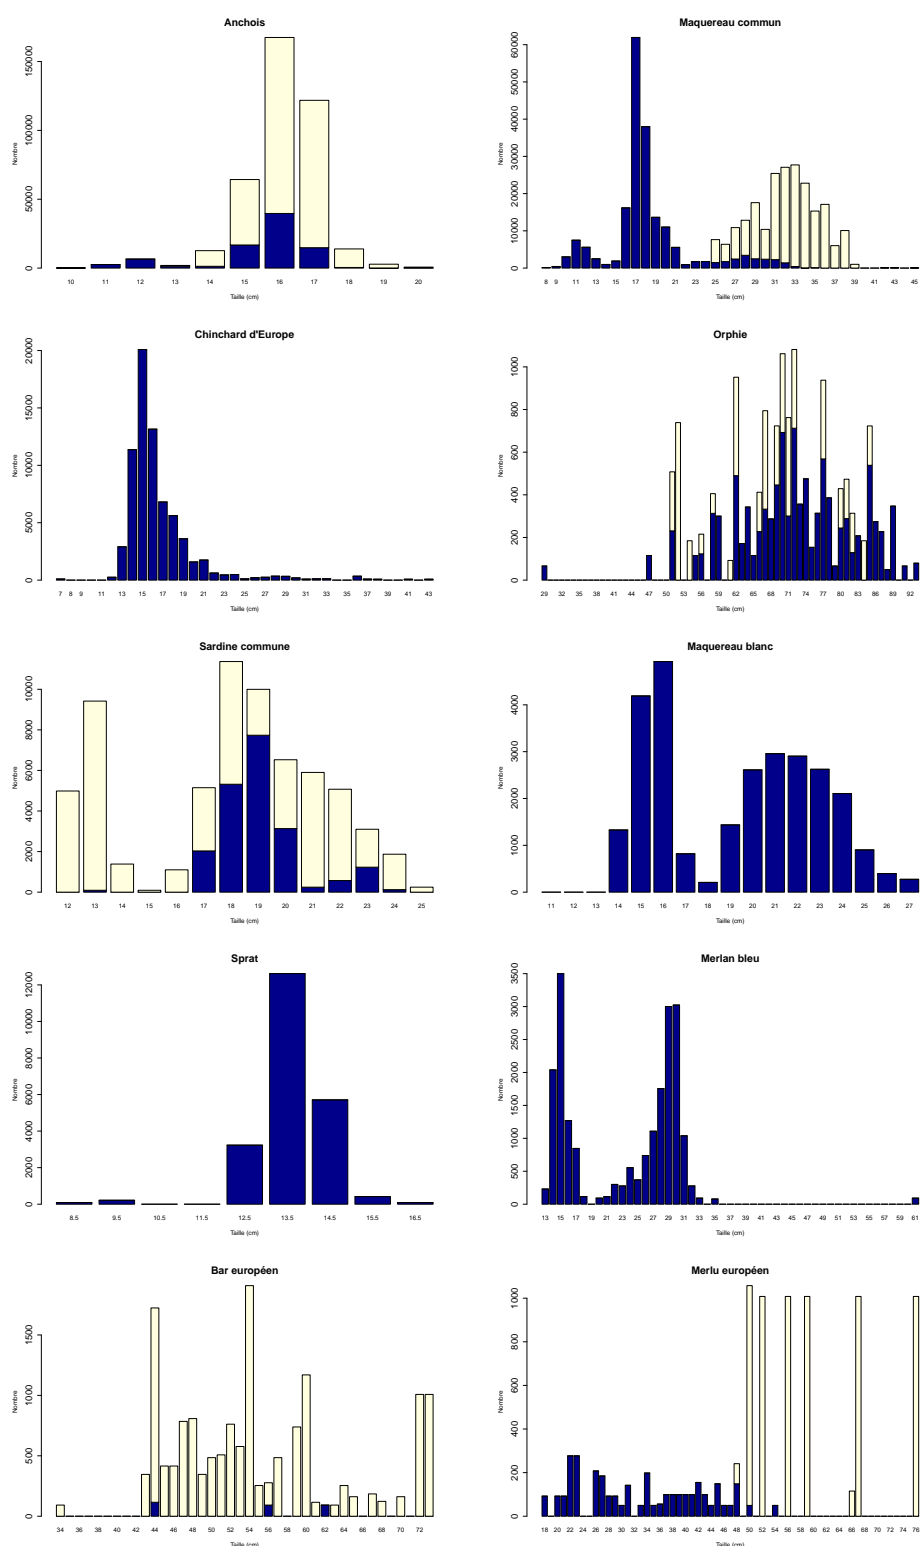 Anchois
Nombre
0 50000 100000 150000
10 11 12 13 14 15 16 17 18 19 20
Taille (cm)
Maquereau commun
Nombre
0 10000 20000 30000 40000 50000 60000
8 9 11 13 15 17 19 21 23 25 27 29 31 33 35 37 39 41 43 45
Taille (cm)
Chinchard d'Europe
Nombre
0 5000 10000 15000 20000
7 8 9 11 13 15 17 19 21 23 25 27 29 31 33 35 37 39 41 43
Taille (cm)
Orphie
Nombre
0 200 400 600 800 1000
29 32 35 38 41 44 47 50 53 56 59 62 65 68 71 74 77 80 83 86 89 92
Taille (cm)
Sardine commune
Nombre
0 2000 4000 6000 8000 10000
12 13 14 15 16 17 18 19 20 21 22 23 24 25
Taille (cm)
Maquereau blanc
Nombre
0 1000 2000 3000 4000
11 12 13 14 15 16 17 18 19 20 21 22 23 24 25 26 27
Taille (cm)
Sprat
Nombre
0 2000 4000 6000 8000 10000 12000
8.5 9.5 10.5 11.5 12.5 13.5 14.5 15.5 16.5
Taille (cm)
Merlan bleu
Nombre
0 500 1000 1500 2000 2500 3000 3500
13 15 17 19 21 23 25 27 29 31 33 35 37 39 41 43 45 47 49 51 53 55 57 59 61
Taille (cm)
Bar européen
Nombre
0 500 1000 1500
34 36 38 40 42 44 46 48 50 52 54 56 58 60 62 64 66 68 70 72
Taille (cm)
Merlu européen
Nombre
0 200 400 600 800 1000
18 20 22 24 26 28 30 32 34 36 38 40 42 44 46 48 50 52 54 56 58 60 62 64 66 68 70 72 74 76
Taille (cm)